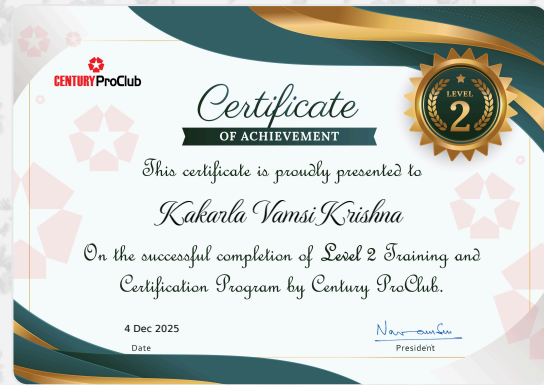 CENTURY ProClub
LEVEL
2
Certificate
OF ACHIEVEMENT
This certificate is proudly presented to
Kakarla Vamsi Krishna
On the successful completion of Level 2 Training and
Certification Program by Century ProClub.
4 Dec 2025
Date
President